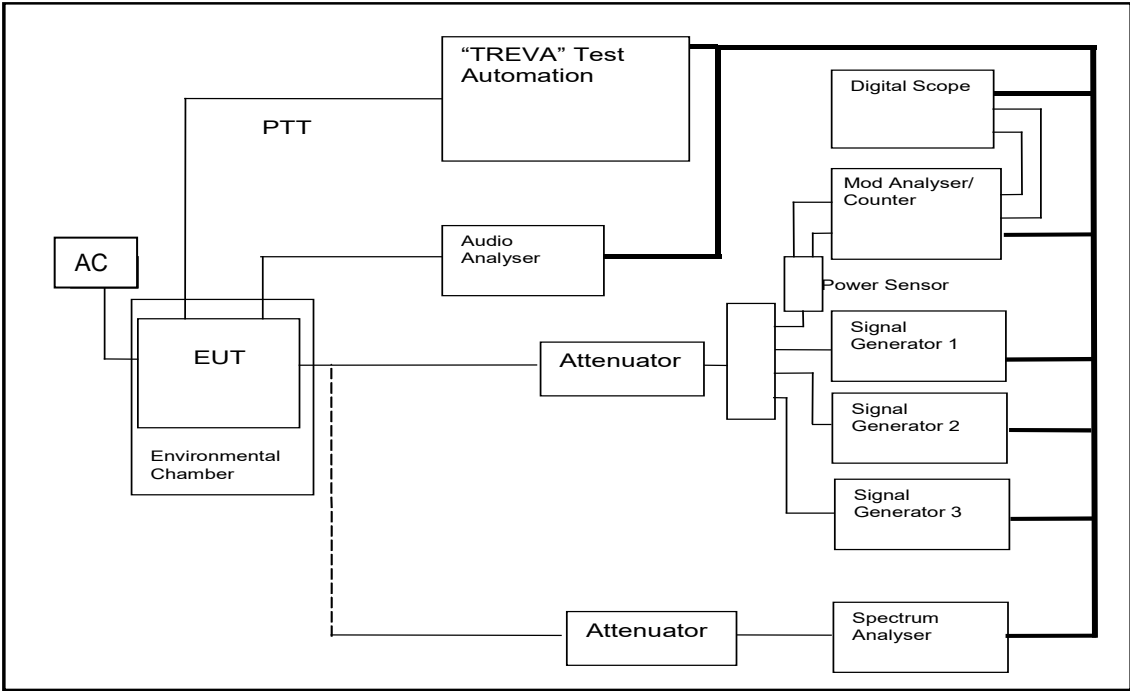 “TREVA” Test
Automation
Digital Scope
PTT
Mod Analyser/
Counter
AC
Audio
Analyser
Power Sensor
EUT
Attenuator
Signal
Generator 1
Signal
Generator 2
Environmental
Chamber
Signal
Generator 3
Attenuator
Spectrum
Analyser